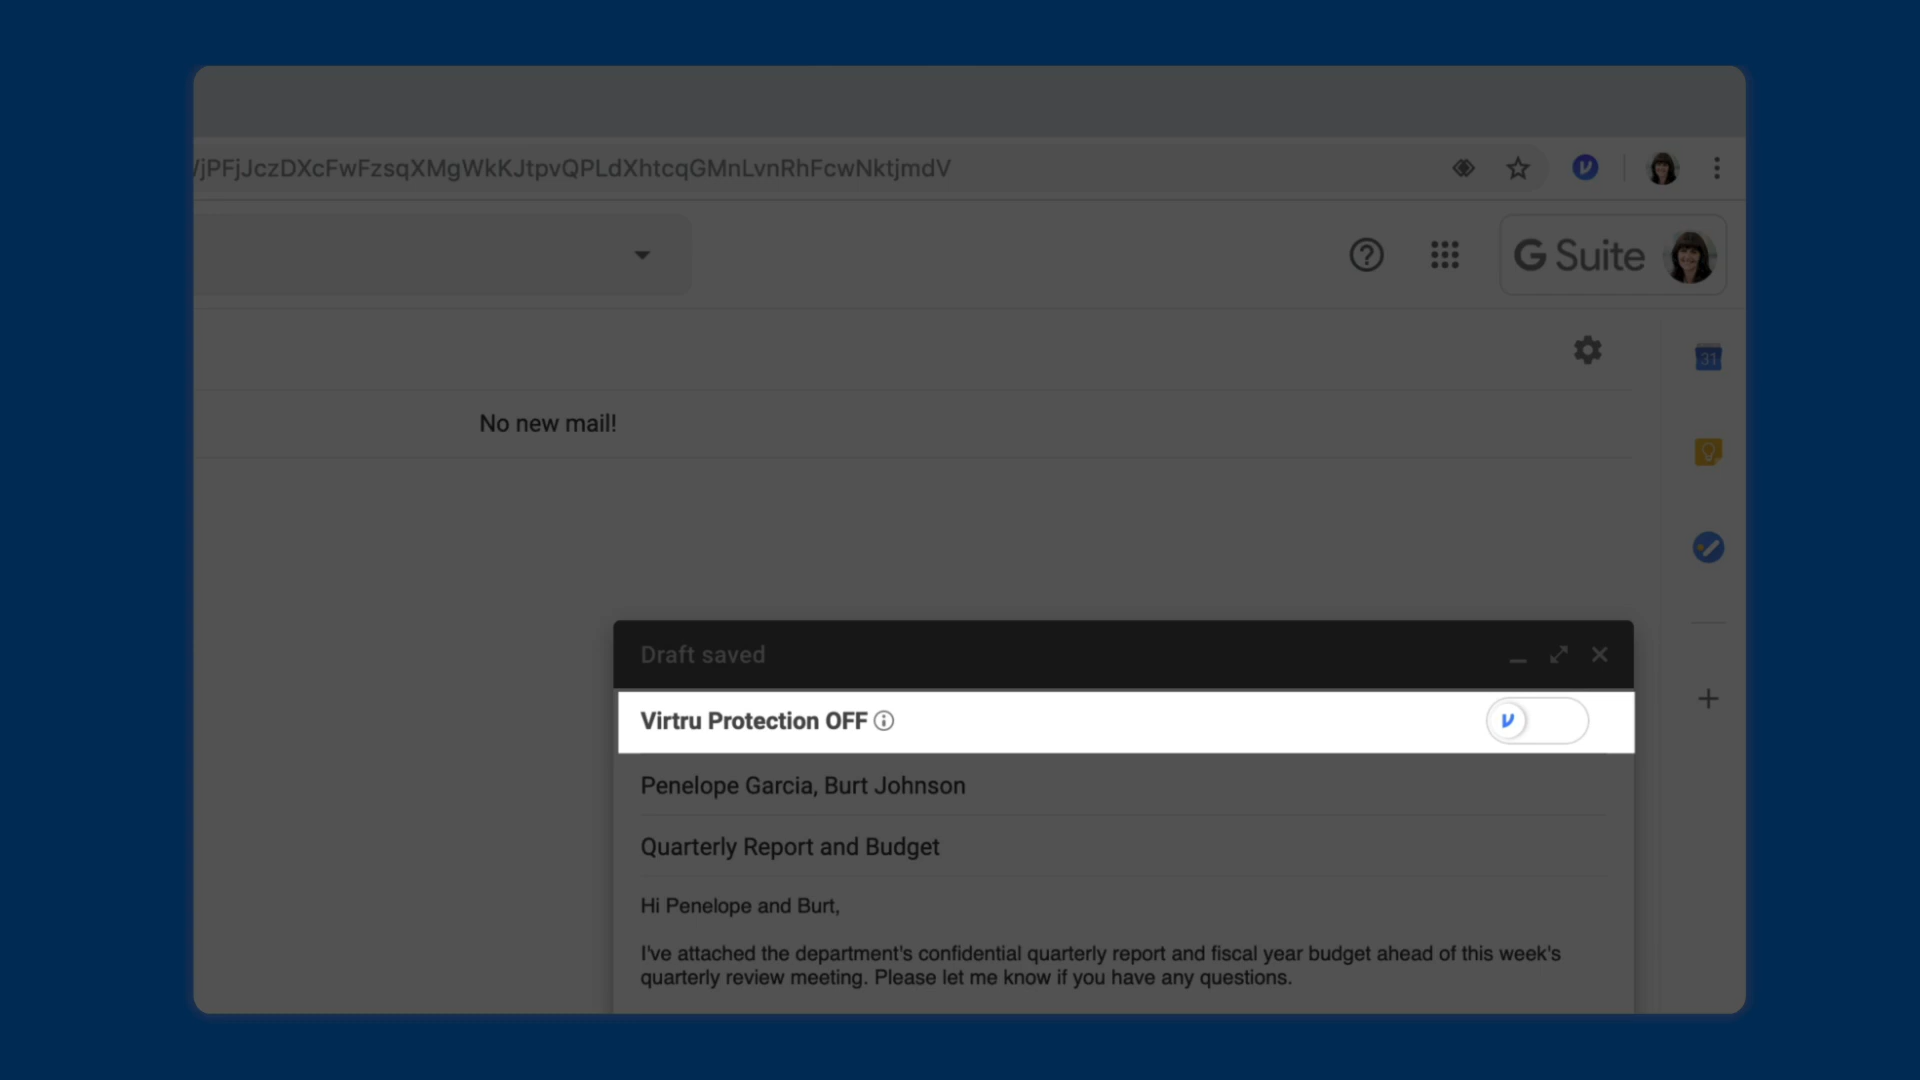 /jPFjJczDXcFwFzsqXMgWkKJtpvQPLdXhtcqGMnLvnRhFcwNktjmdV
G Suite
31
No new mail!
Draft saved
Virtru Protection OFF
Penelope Garcia, Burt Johnson
Quarterly Report and Budget
Hi Penelope and Burt,
I've attached the department's confidential quarterly report and fiscal year budget ahead of this week's
quarterly review meeting. Please let me know if you have any questions.